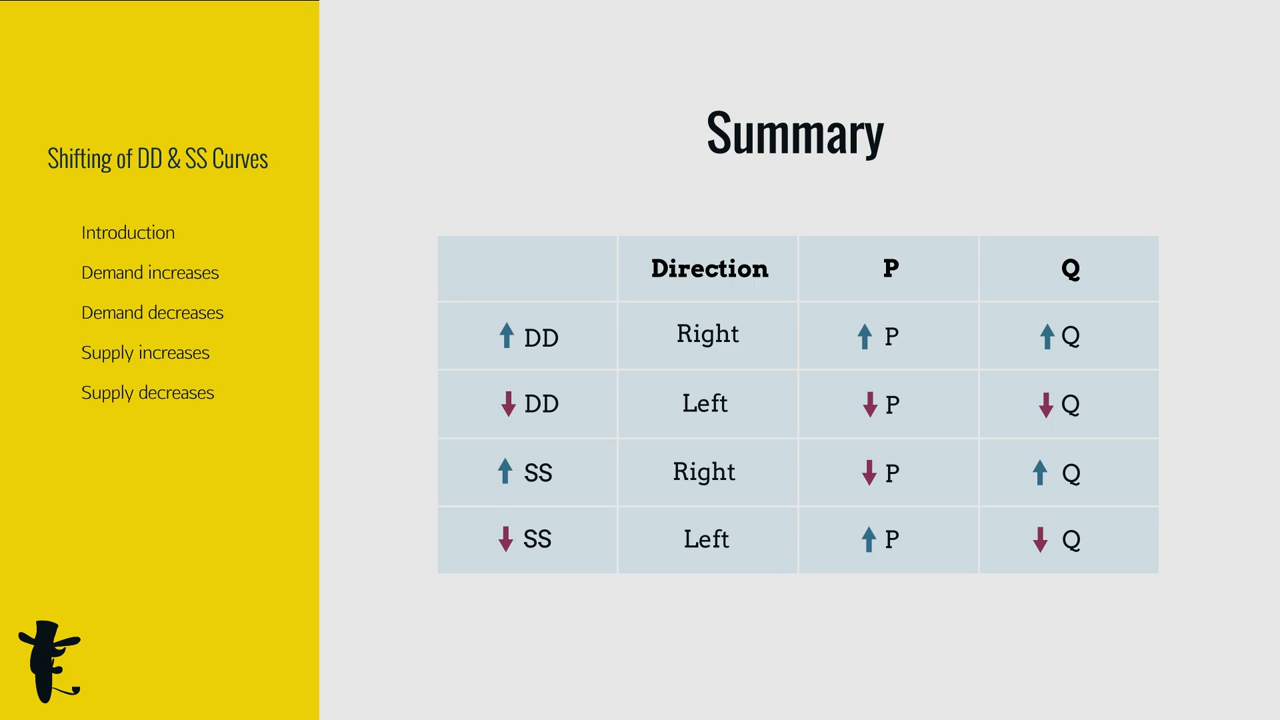 Shifting of DD & SS Curves
Introduction
Demand increases
Demand decreases
Supply increases
Supply decreases
Summary
Direction P Q
↑ DD Right ↑ P ↑ Q
↓ DD Left ↓ P ↓ Q
↑ SS Right ↓ P ↑ Q
↓ SS Left ↑ P ↓ Q